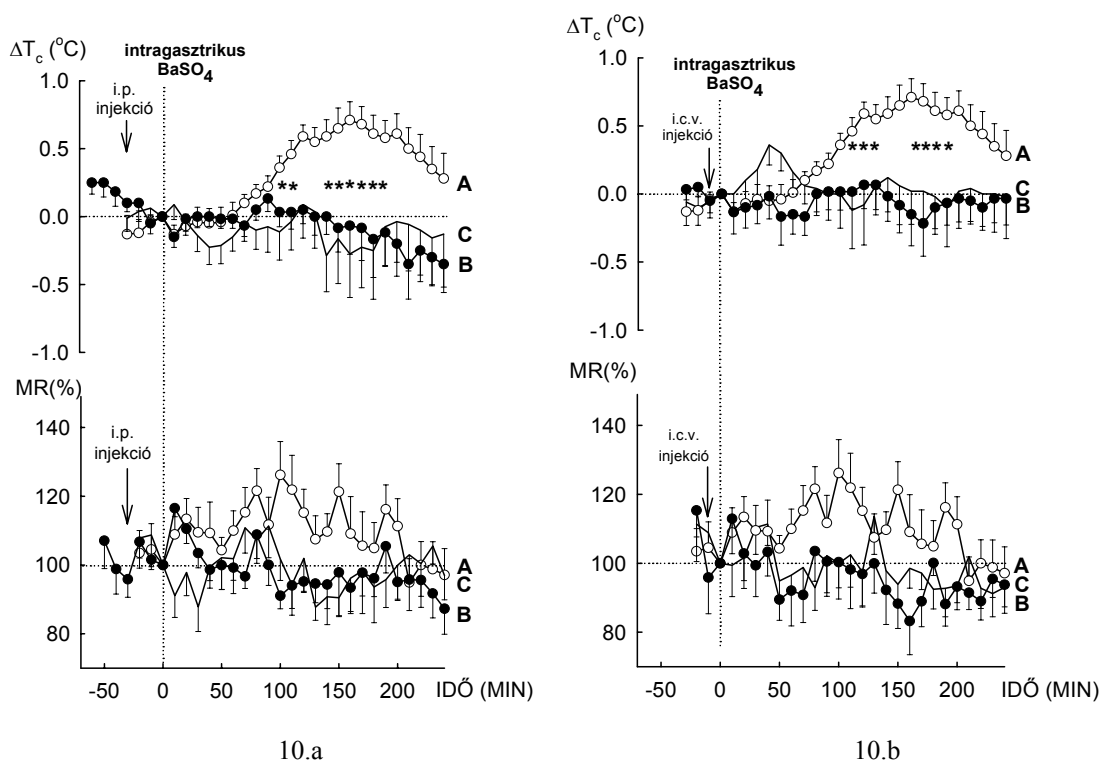 ΔTc (°C)
intragasztrikus
BaSO4
i.p.
injekció
1.0
0.5
0.0
-0.5
-1.0
**
******
A
C
B
MR(%)
i.p.
injekció
140
120
100
80
A
C
B
-50 0 50 100 150 200 IDŐ (MIN)
10.a
ΔTc (°C)
intragasztrikus
BaSO4
i.c.v.
injekció
1.0
0.5
0.0
-0.5
-1.0
***
****
A
C
B
MR(%)
i.c.v
injekció
140
120
100
80
A
C
B
-50 0 50 100 150 200 IDŐ (MIN)
10.b